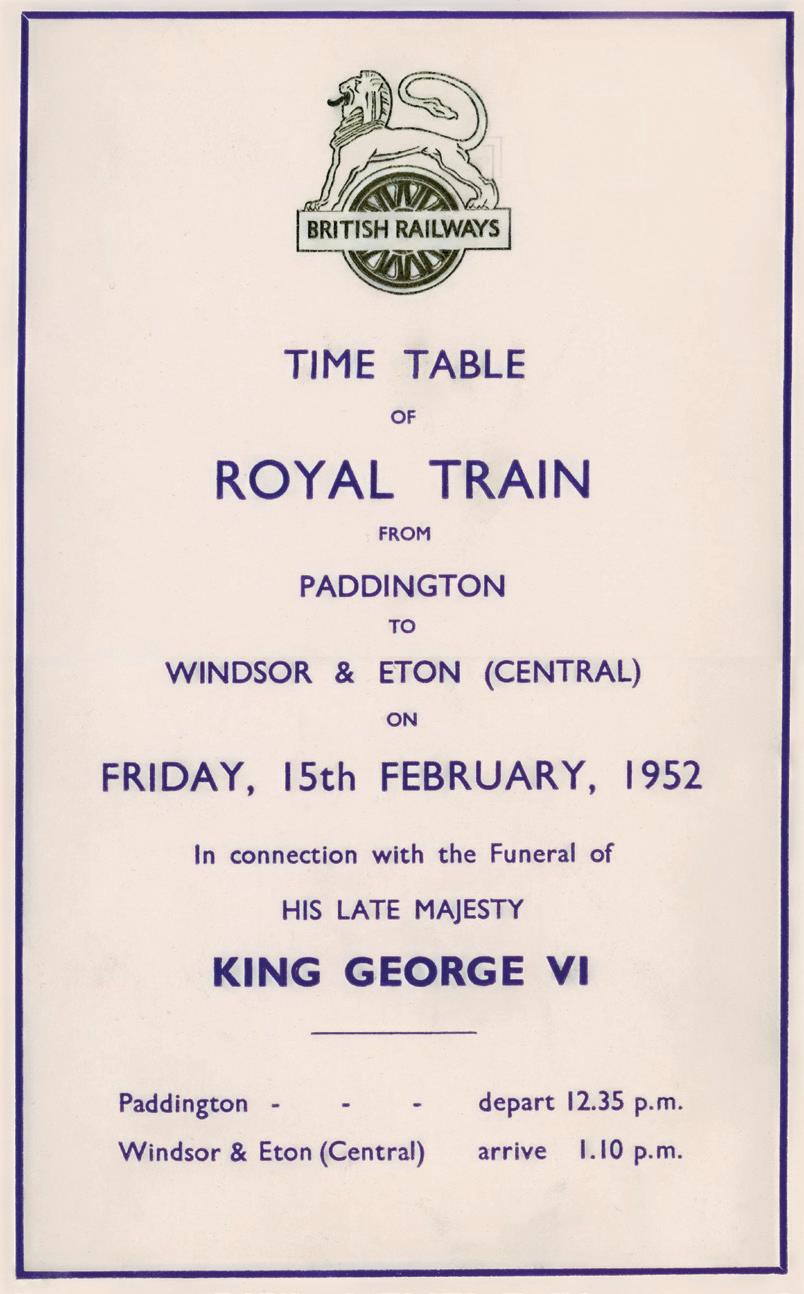 BRITISH RAILWAYS
TIME TABLE
OF
ROYAL TRAIN
FROM
PADDINGTON
TO
WINDSOR & ETON (CENTRAL)
ON
FRIDAY, 15th FEBRUARY, 1952
In connection with the Funeral of
HIS LATE MAJESTY
KING GEORGE VI
Paddington - - - depart 12.35 p.m.
Windsor & Eton (Central) arrive 1.10 p.m.